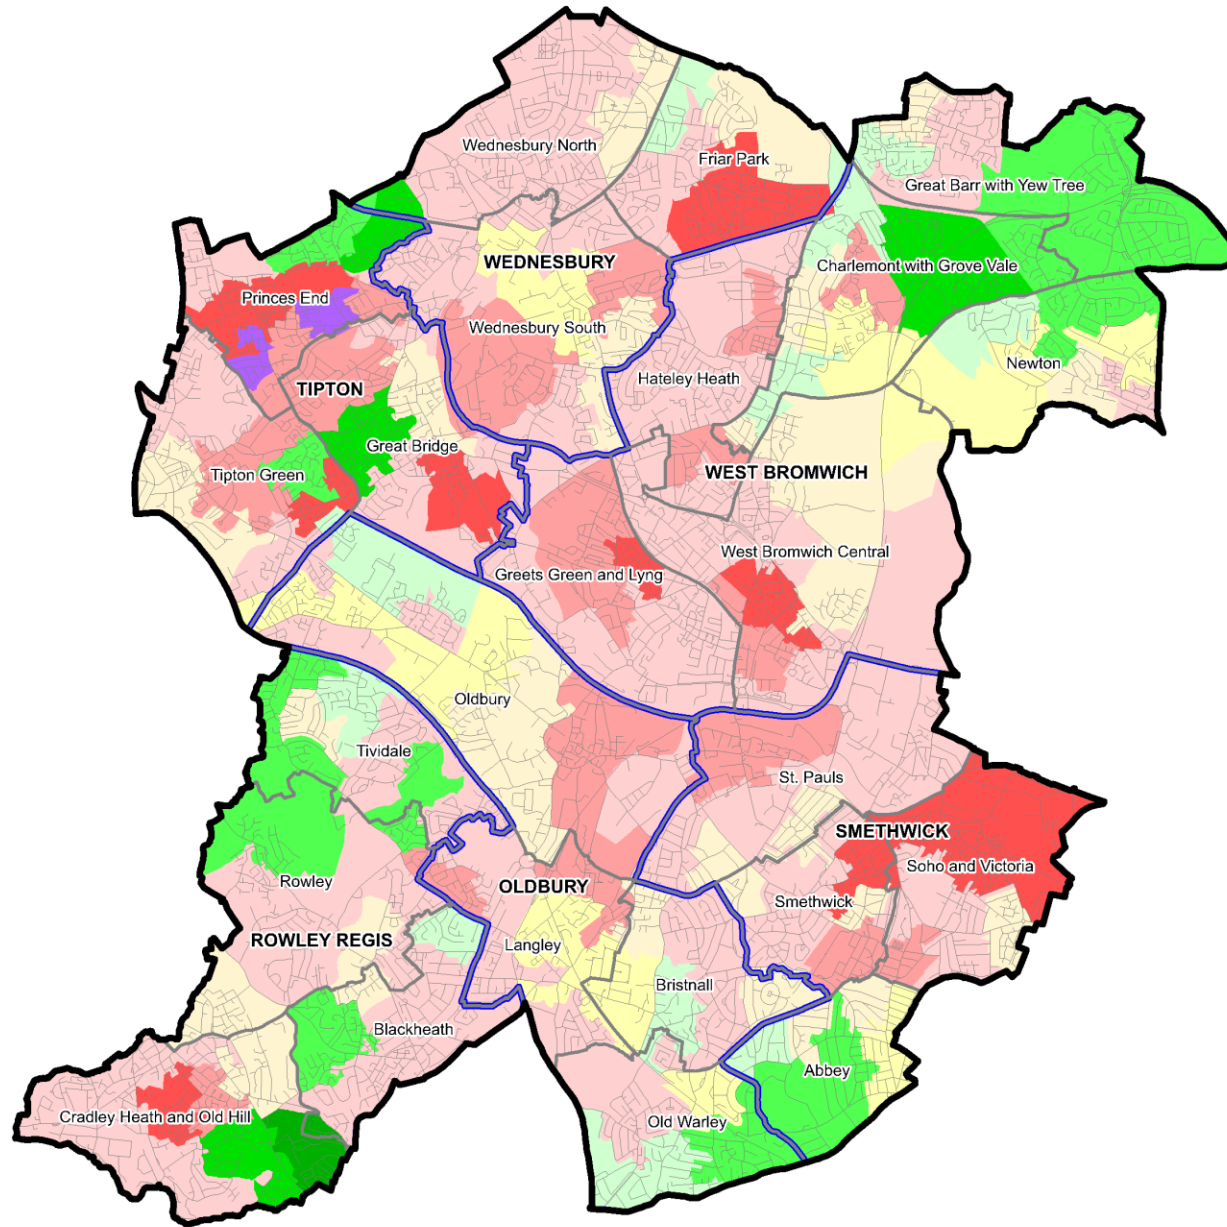 Wednesbury North
Friar Park
Great Barr with Yew Tree
WEDNESBURY
Charlemont with Grove Vale
Princes End
Wednesbury South
Newton
Hateley Heath
TIPTON
Great Bridge
Tipton Green
WEST BROMWICH
West Bromwich Central
Greets Green and Lyng
Oldbury
Tividale
St. Pauls
SMETHWICK
Soho and Victoria
Rowley
OLDBURY
Smethwick
ROWLEY REGIS
Langley
Bristnall
Blackheath
Abbey
Cradley Heath and Old Hill
Old Warley